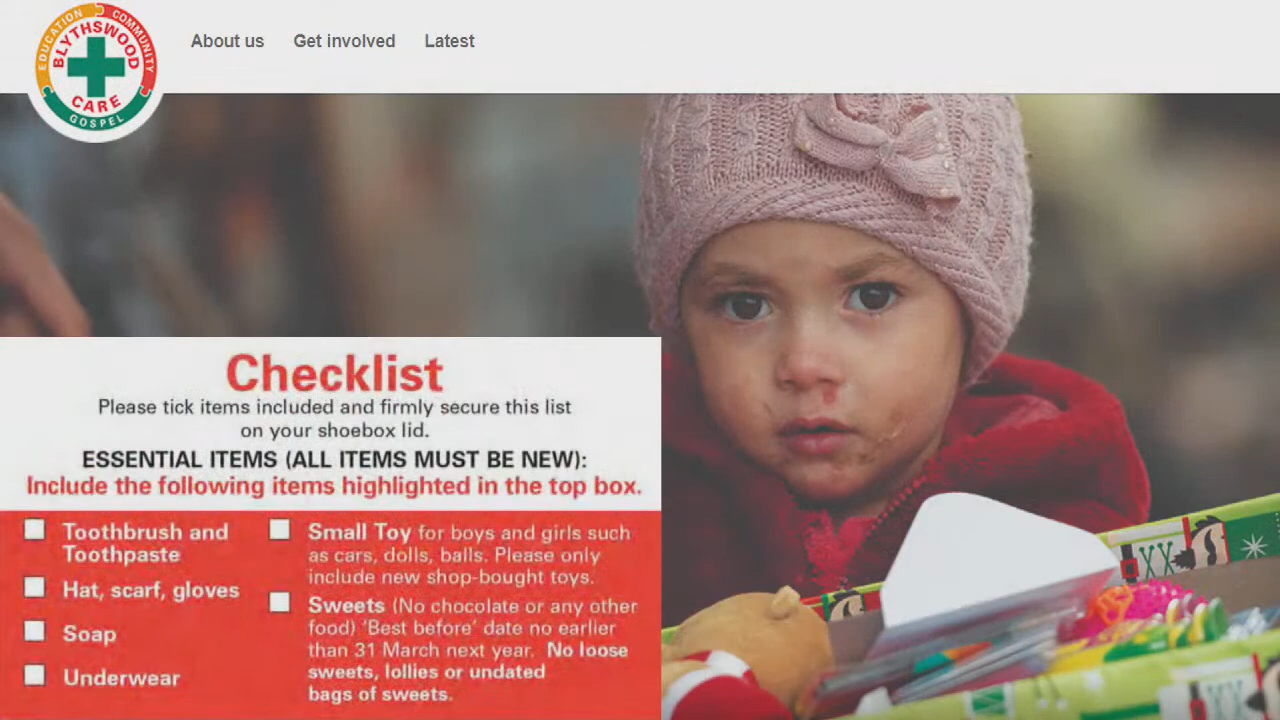 EDUCATION COMMUNITY
BLYTHSWOOD
CARE
GOSPEL
About us Get involved Latest
Checklist
Please tick items included and firmly secure this list
on your shoebox lid.
ESSENTIAL ITEMS (ALL ITEMS MUST BE NEW):
Include the following items highlighted in the top box.
Toothbrush and
Toothpaste
Hat, scarf, gloves
Soap
Underwear
Small Toy for boys and girls such
as cars, dolls, balls. Please only
include new shop-bought toys.
Sweets (No chocolate or any other
food) ‘Best before’ date no earlier
than 31 March next year. No loose
sweets, lollies or undated
bags of sweets.